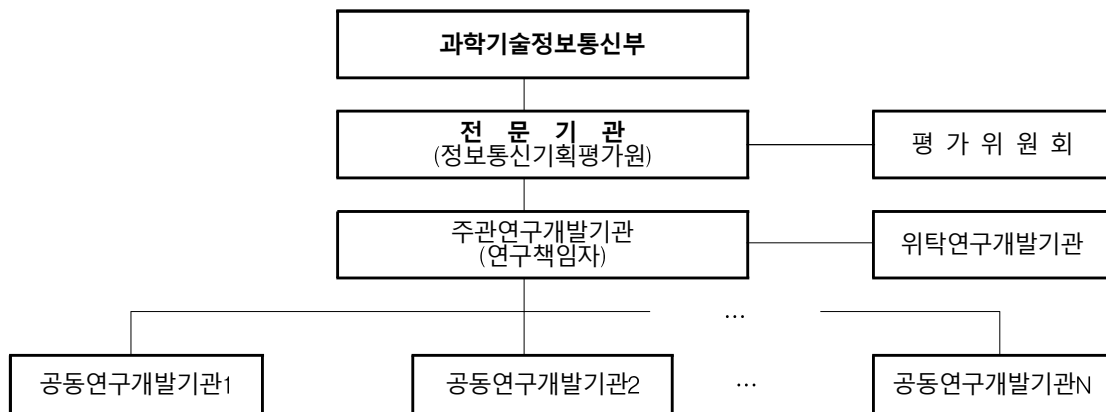 과학기술정보통신부
전 문 기 관
(정보통신기획평가원)
평 가 위 원 회
주관연구개발기관
(연구책임자)
위탁연구개발기관
...
공동연구개발기관1
공동연구개발기관2
...
공동연구개발기관N